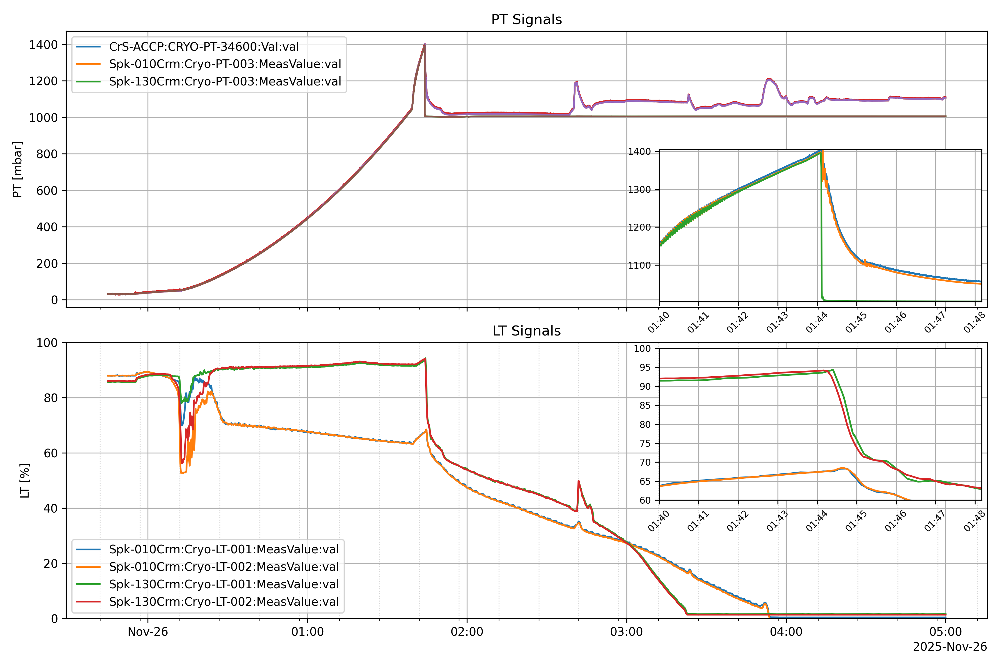 PT Signals
1400
1200
1000
800
600
400
200
0
PT [mbar]
CrS-ACCP:CRYO-PT-34600:Val:val
Spk-010Crm:Cryo-PT-003:MeasValue:val
Spk-130Crm:Cryo-PT-003:MeasValue:val
1400
1300
1200
1100
01:40 01:41 01:42 01:43 01:44 01:45 01:46 01:47 01:48
LT Signals
100
80
60
40
20
0
LT [%]
100
95
90
85
80
75
70
65
60
01:40 01:41 01:42 01:43 01:44 01:45 01:46 01:47 01:48
Spk-010Crm:Cryo-LT-001:MeasValue:val
Spk-010Crm:Cryo-LT-002:MeasValue:val
Spk-130Crm:Cryo-LT-001:MeasValue:val
Spk-130Crm:Cryo-LT-002:MeasValue:val
Nov-26 01:00 02:00 03:00 04:00 05:00
2025-Nov-26